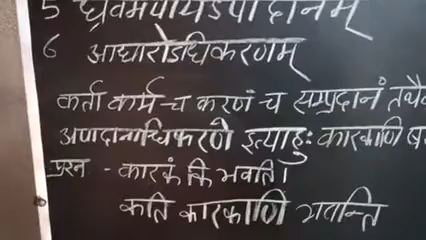 5 ध्रुवमपायेऽपादानम्
6 आधारोऽधिकरणम्
कर्ता कर्म च करणं च सम्प्रदानं तथैव
अपादानाधिकरणे इत्याहुः कारकाणि
प्रश्न - कारकं किं भवति।
कति कारकाणि भवन्ति